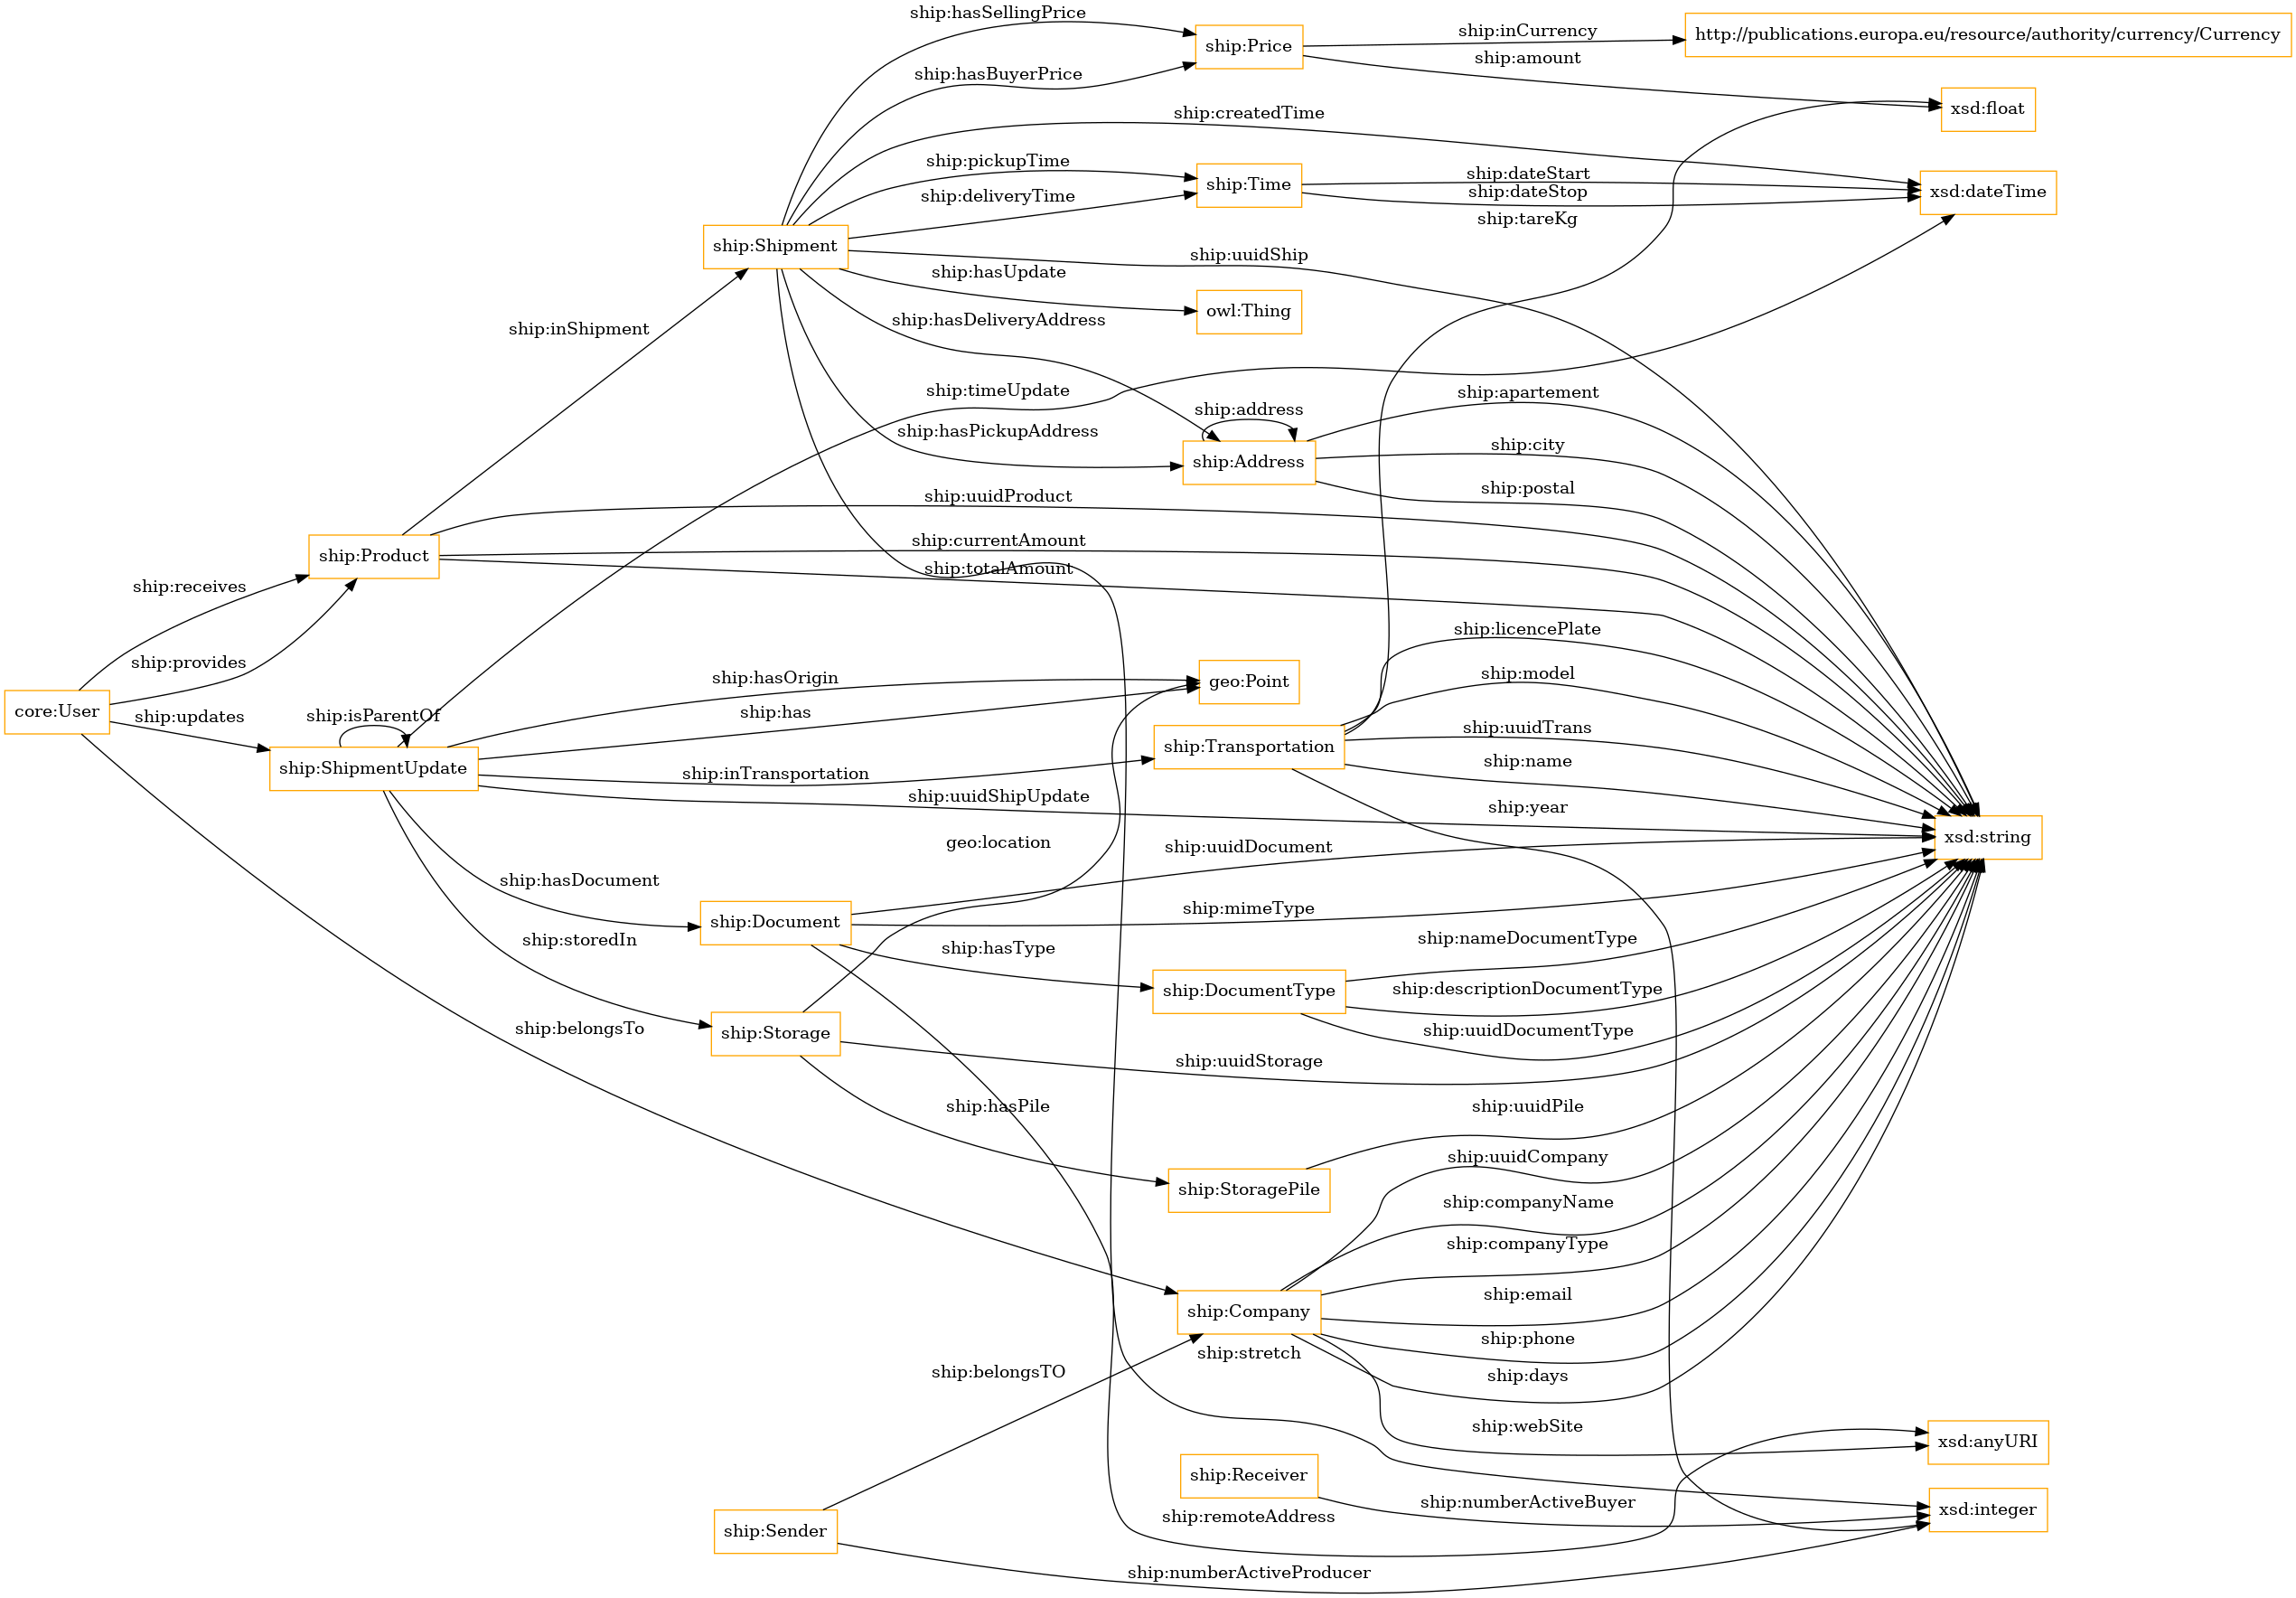 ship:hasSellingPrice
ship:Price
ship:inCurrency
http://publications.europa.eu/resource/authority/currency/Currency
ship:amount
ship:hasBuyerPrice
xsd:float
ship:createdTime
ship:pickupTime
ship:Time
ship:dateStart
ship:dateStop
xsd:dateTime
ship:deliveryTime
ship:tareKg
ship:Shipment
ship:uuidShip
ship:hasUpdate
owl:Thing
ship:inShipment
ship:hasDeliveryAddress
ship:timeUpdate
ship:apartement
ship:address
ship:hasPickupAddress
ship:city
ship:Address
ship:postal
ship:uuidProduct
ship:currentAmount
ship:Product
ship:totalAmount
ship:receives
ship:licencePlate
ship:provides
ship:hasOrigin
geo:Point
ship:model
core:User
ship:updates
ship:isParentOf
ship:has
ship:uuidTrans
ship:Transportation
ship:name
ship:ShipmentUpdate
ship:inTransportation
ship:uuidShipUpdate
ship:year
xsd:string
geo:location
ship:uuidDocument
ship:hasDocument
ship:mimeType
ship:Document
ship:storedIn
ship:hasType
ship:nameDocumentType
ship:DocumentType
ship:descriptionDocumentType
ship:belongsTo
ship:Storage
ship:uuidDocumentType
ship:uuidStorage
ship:hasPile
ship:uuidPile
ship:uuidCompany
ship:StoragePile
ship:companyName
ship:companyType
ship:email
ship:Company
ship:phone
ship:stretch
ship:belongsTO
ship:days
ship:webSite
xsd:anyURI
ship:Receiver
ship:numberActiveBuyer
xsd:integer
ship:remoteAddress
ship:Sender
ship:numberActiveProducer